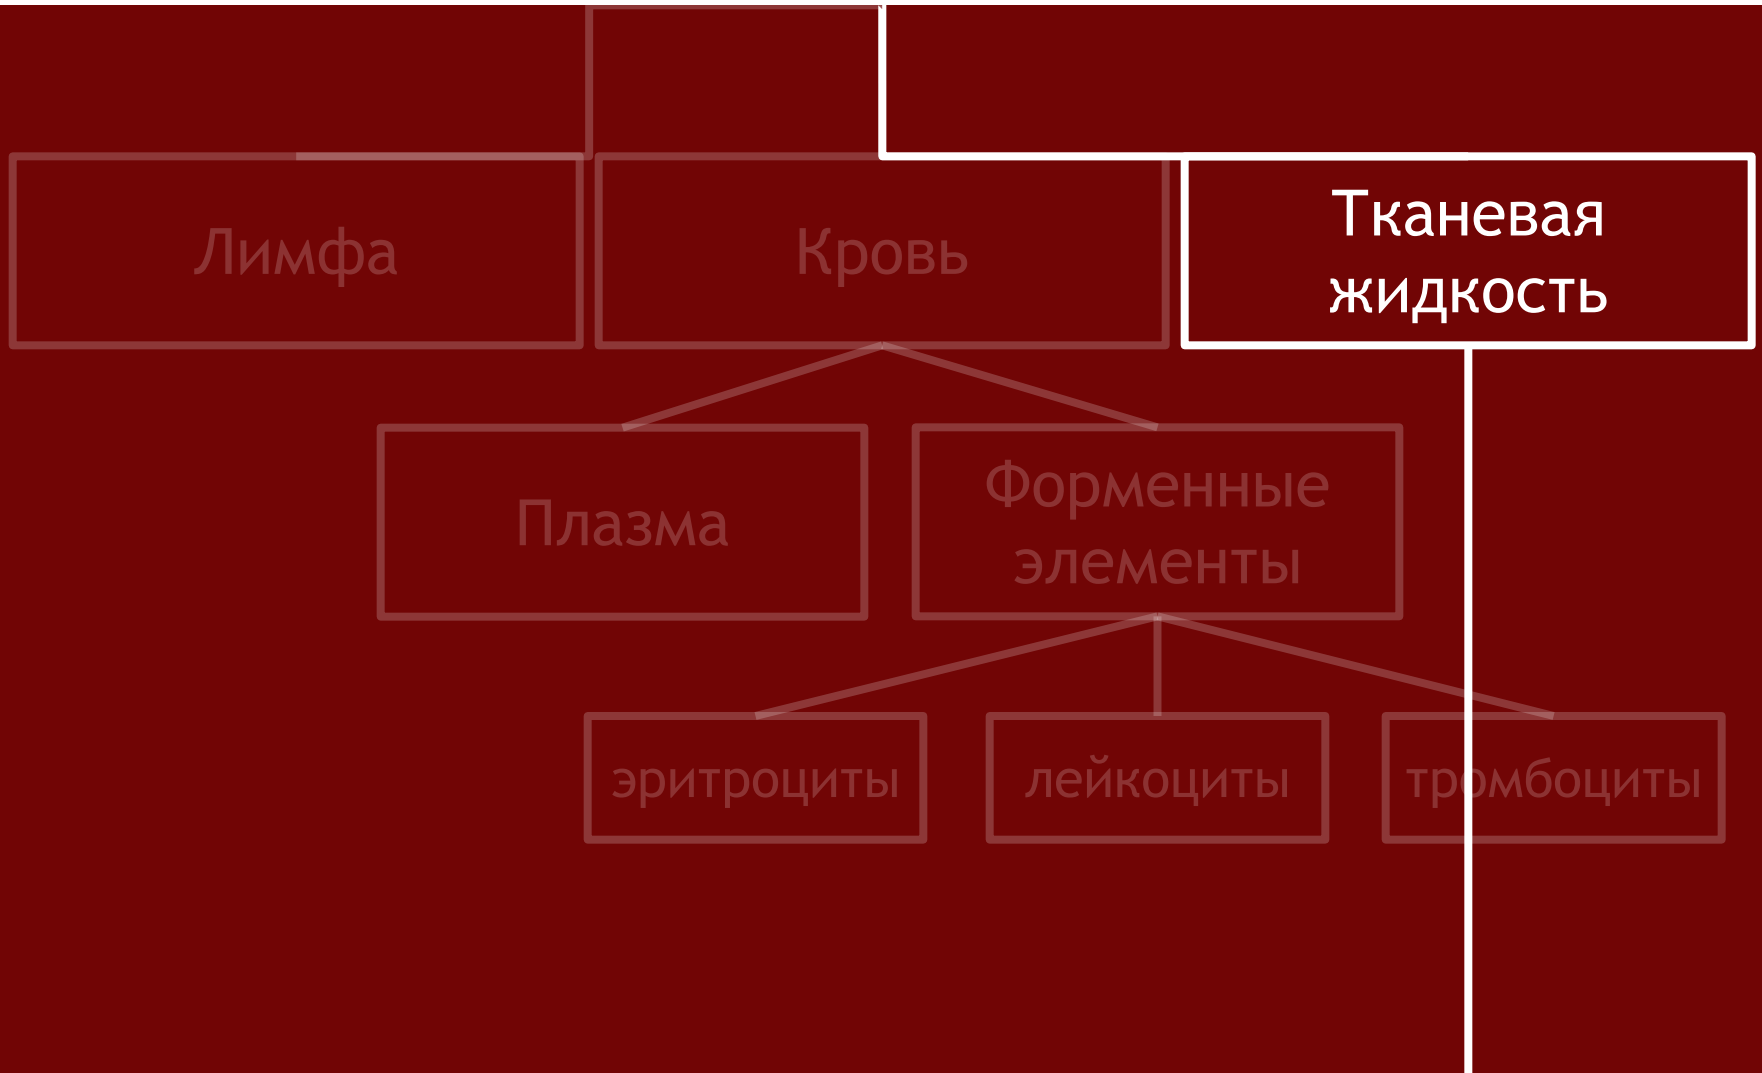 Лимфа
Кровь
Тканевая
жидкость
Плазма
Форменные
элементы
эритроциты
лейкоциты
тромбоциты